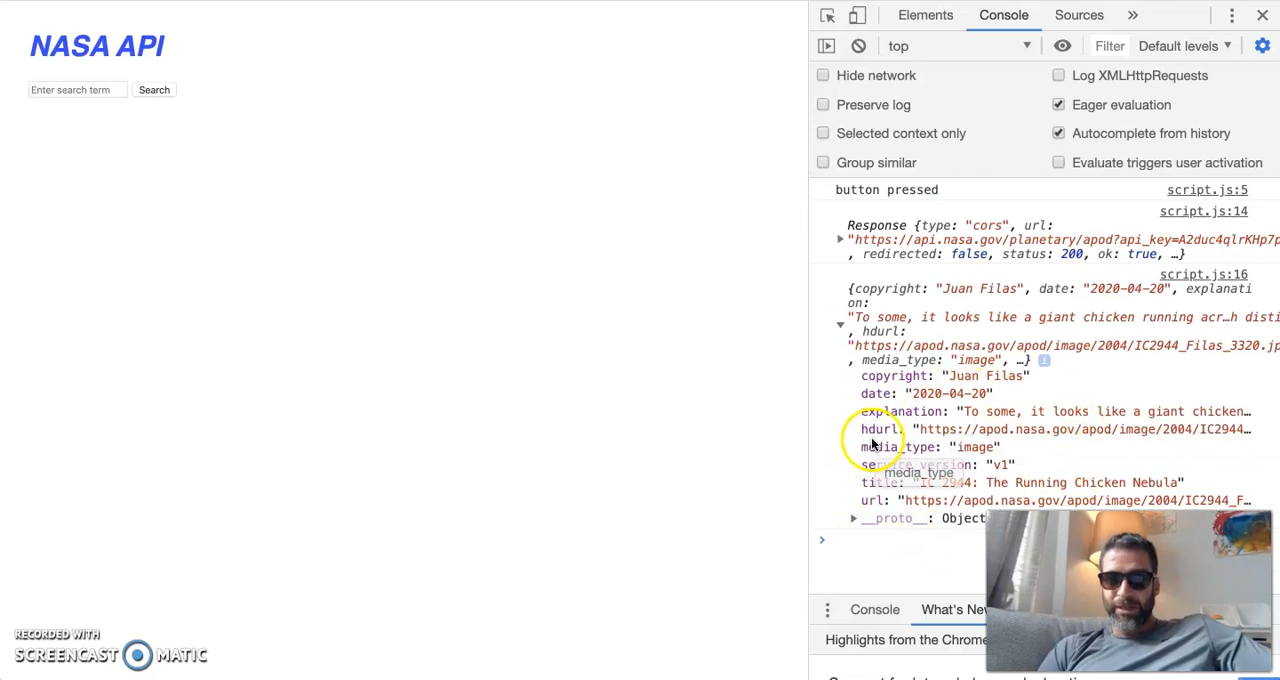 NASA API
Enter search term Search
Elements Console Sources »
top Filter Default levels
Hide network Log XMLHttpRequests
Preserve log Eager evaluation
Selected context only Autocomplete from history
Group similar Evaluate triggers user activation
button pressed script.js:5
script.js:14
Response {type: "cors", url:
"https://api.nasa.gov/planetary/apod?api_key=A2duc4qlrKHp7p
, redirected: false, status: 200, ok: true, …}
script.js:16
{copyright: "Juan Filas", date: "2020-04-20", explanati
on:
"To some, it looks like a giant chicken running acr…h disti
, hdurl:
"https://apod.nasa.gov/apod/image/2004/IC2944_Filas_3320.jp
, media_type: "image", …} i
copyright: "Juan Filas"
date: "2020-04-20"
explanation: "To some, it looks like a giant chicken…
hdurl: "https://apod.nasa.gov/apod/image/2004/IC2944…
media_type: "image"
service_version: "v1"
media_type
title: "IC 2944: The Running Chicken Nebula"
url: "https://apod.nasa.gov/apod/image/2004/IC2944_F…
__proto__: Object
Console What's Nev
Highlights from the Chrome
RECORDED WITH
SCREENCAST MATIC